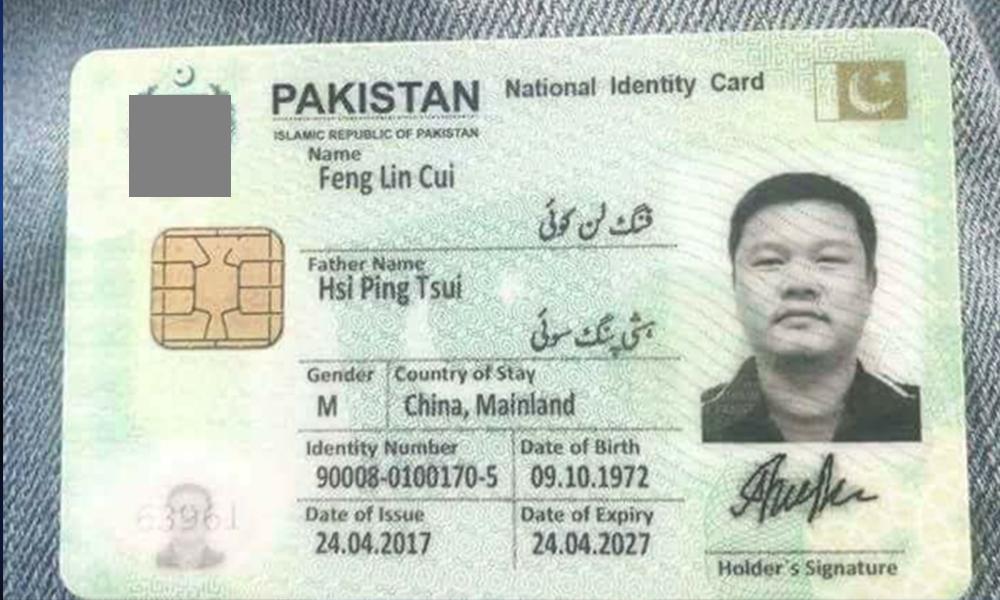 PAKISTAN National Identity Card
ISLAMIC REPUBLIC OF PAKISTAN
Name
Feng Lin Cui
فنگ لن کوئی
Father Name
Hsi Ping Tsui
ہشی پنگ سوئی
Gender Country of Stay
M China, Mainland
Identity Number Date of Birth
90008-0100170-5 09.10.1972
Date of Issue Date of Expiry
24.04.2017 24.04.2027
63961
Holder's Signature